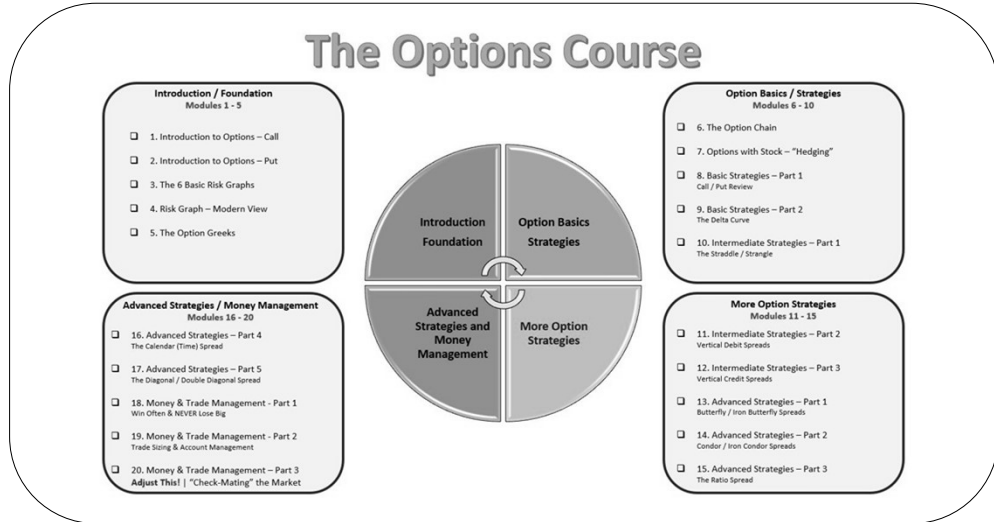 The Options Course
Introduction / Foundation
Modules 1 - 5
1. Introduction to Options – Call
2. Introduction to Options – Put
3. The 6 Basic Risk Graphs
4. Risk Graph – Modern View
5. The Option Greeks
Option Basics / Strategies
Modules 6 - 10
6. The Option Chain
7. Options with Stock – “Hedging”
8. Basic Strategies – Part 1
Call / Put Review
9. Basic Strategies – Part 2
The Delta Curve
10. Intermediate Strategies – Part 1
The Straddle / Strangle
Introduction
Foundation
Option Basics
Strategies
Advanced
Strategies and
Money
Management
More Option
Strategies
Advanced Strategies / Money Management
Modules 16 - 20
16. Advanced Strategies – Part 4
The Calendar (Time) Spread
17. Advanced Strategies – Part 5
The Diagonal / Double Diagonal Spread
18. Money & Trade Management - Part 1
Win Often & NEVER Lose Big
19. Money & Trade Management - Part 2
Trade Sizing & Account Management
20. Money & Trade Management – Part 3
Adjust This! | “Check-Mating” the Market
More Option Strategies
Modules 11 - 15
11. Intermediate Strategies – Part 2
Vertical Debit Spreads
12. Intermediate Strategies – Part 3
Vertical Credit Spreads
13. Advanced Strategies – Part 1
Butterfly / Iron Butterfly Spreads
14. Advanced Strategies – Part 2
Condor / Iron Condor Spreads
15. Advanced Strategies – Part 3
The Ratio Spread